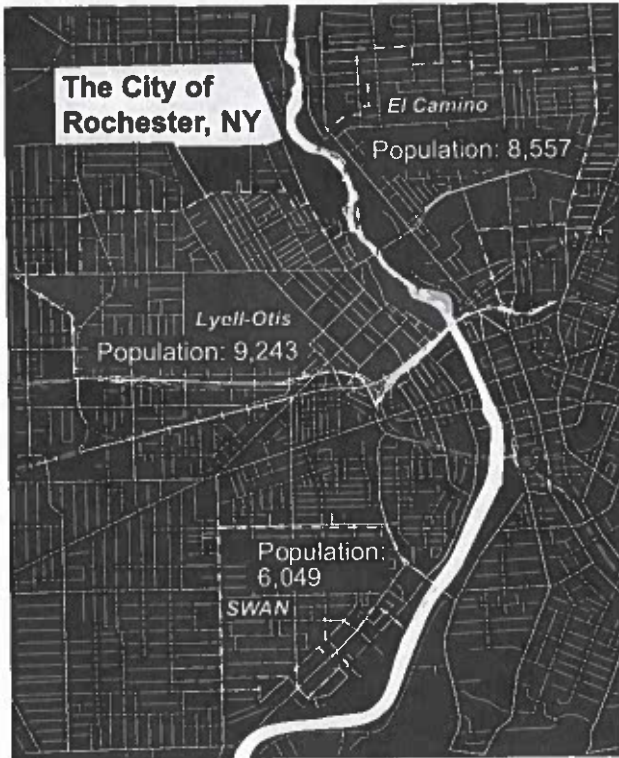 The City of
Rochester, NY
El Camino
Population: 8,557
Lyell-Otis
Population: 9,243
Population:
6,049
SWAN